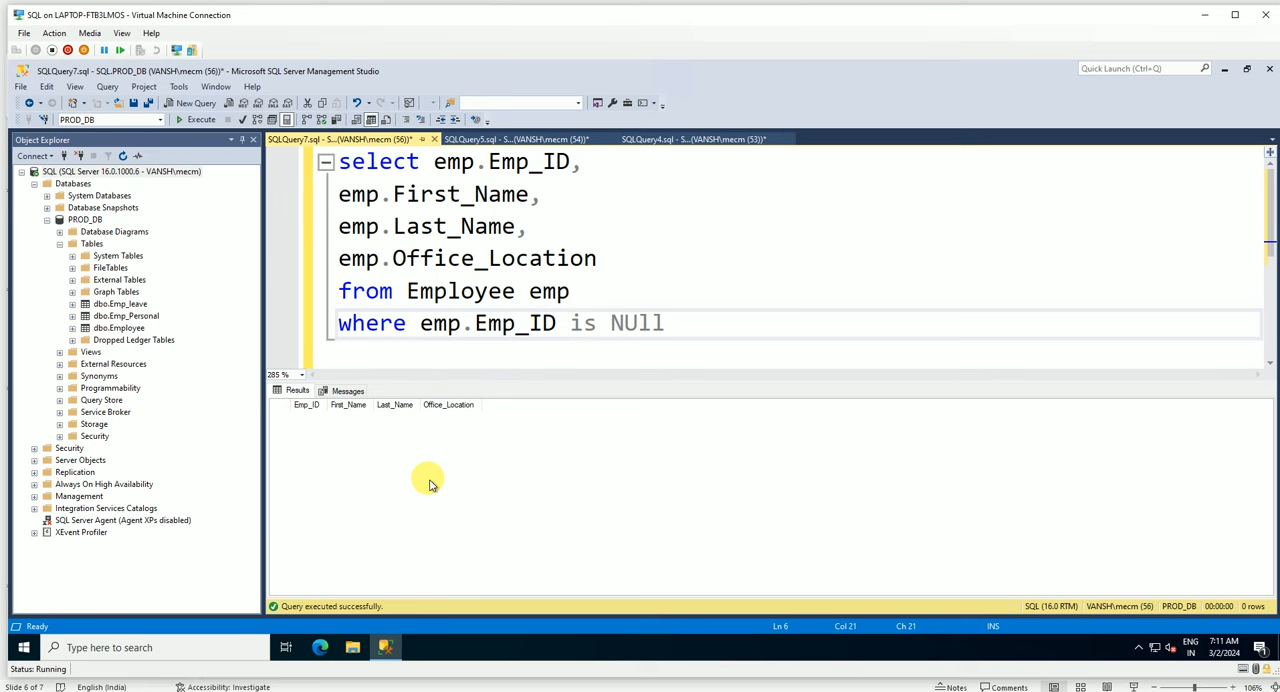 SQL on LAPTOP-FTB3LMOS - Virtual Machine Connection
File Action Media View Help
SQLQuery7.sql - SQL.PROD_DB (VANSH\mecm (56))* - Microsoft SQL Server Management Studio
Quick Launch (Ctrl+Q)
File Edit View Query Project Tools Window Help
New Query
PROD_DB
Execute
Object Explorer
SQLQuery7.sql - S...(VANSH\mecm (56))*
SQLQuery5.sql - S...(VANSH\mecm (54))*
SQLQuery4.sql - S...(VANSH\mecm (53))*
Connect
SQL (SQL Server 16.0.1000.6 - VANSH\mecm)
Databases
System Databases
Database Snapshots
PROD_DB
Database Diagrams
Tables
System Tables
FileTables
External Tables
Graph Tables
dbo.Emp_leave
dbo.Emp_Personal
dbo.Employee
Dropped Ledger Tables
Views
External Resources
Synonyms
Programmability
Query Store
Service Broker
Storage
Security
Security
Server Objects
Replication
Always On High Availability
Management
Integration Services Catalogs
SQL Server Agent (Agent XPs disabled)
XEvent Profiler
select emp.Emp_ID,
emp.First_Name,
emp.Last_Name,
emp.Office_Location
from Employee emp
where emp.Emp_ID is NUll
285 %
Results Messages
Emp_ID First_Name Last_Name Office_Location
Query executed successfully.
SQL (16.0 RTM) VANSH\mecm (56) PROD_DB 00:00:00 0 rows
Ready Ln 6 Col 21 Ch 21 INS
Type here to search
ENG
IN
7:11 AM
3/2/2024
1
Status: Running
Slide 6 of 7 English (India) Accessibility: Investigate Notes Comments 106%